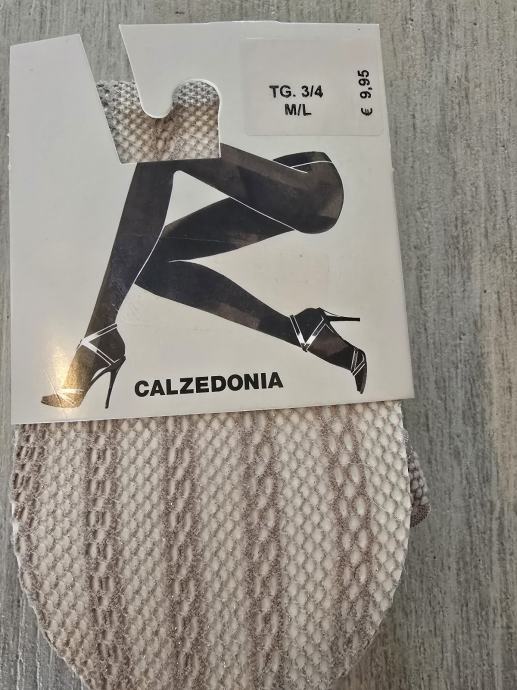 TG. 3/4
M/L
€ 9,95
CALZEDONIA